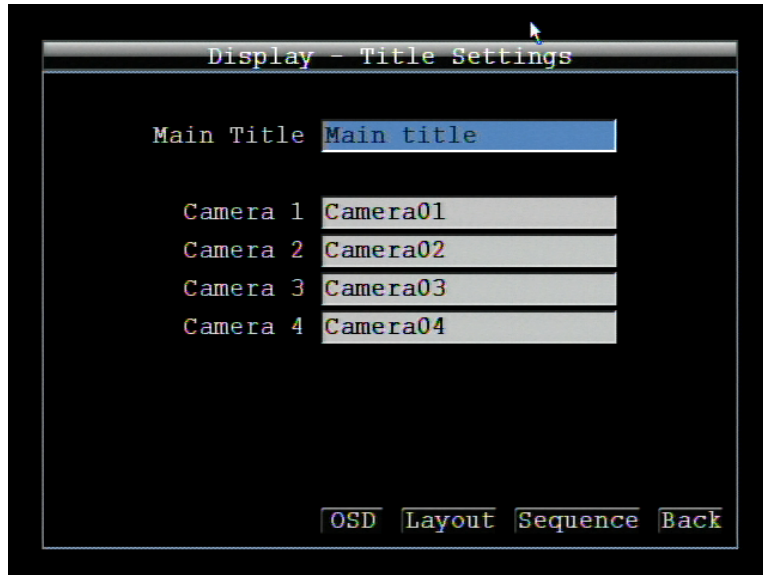 Display - Title Settings
Main Title Main title
Camera 1 Camera01
Camera 2 Camera02
Camera 3 Camera03
Camera 4 Camera04
OSD Layout Sequence Back